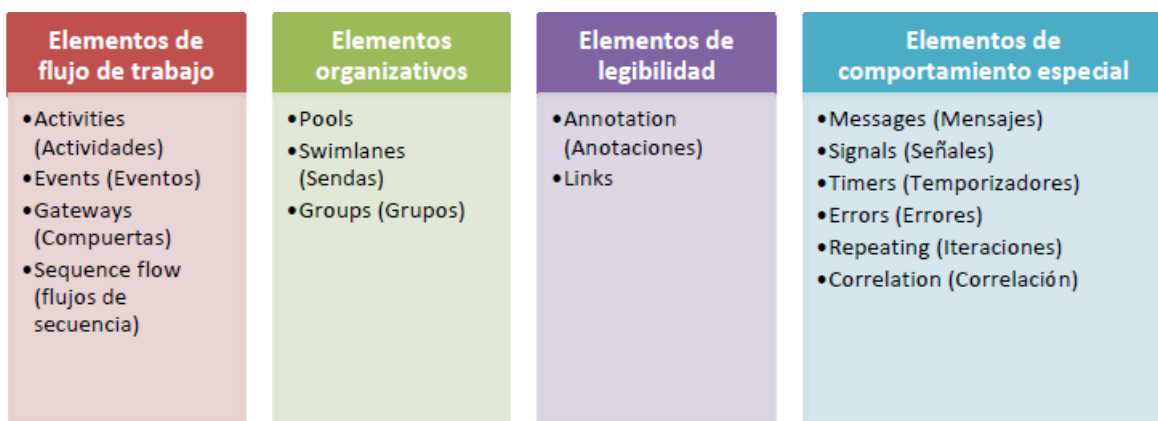 Elementos de
flujo de trabajo
•Activities
(Actividades)
•Events (Eventos)
•Gateways
(Compuertas)
•Sequence flow
(flujos de
secuencia)
Elementos
organizativos
•Pools
•Swimlanes
(Sendas)
•Groups (Grupos)
Elementos de
legibilidad
•Annotation
(Anotaciones)
•Links
Elementos de
comportamiento especial
•Messages (Mensajes)
•Signals (Señales)
•Timers (Temporizadores)
•Errors (Errores)
•Repeating (Iteraciones)
•Correlation (Correlación)